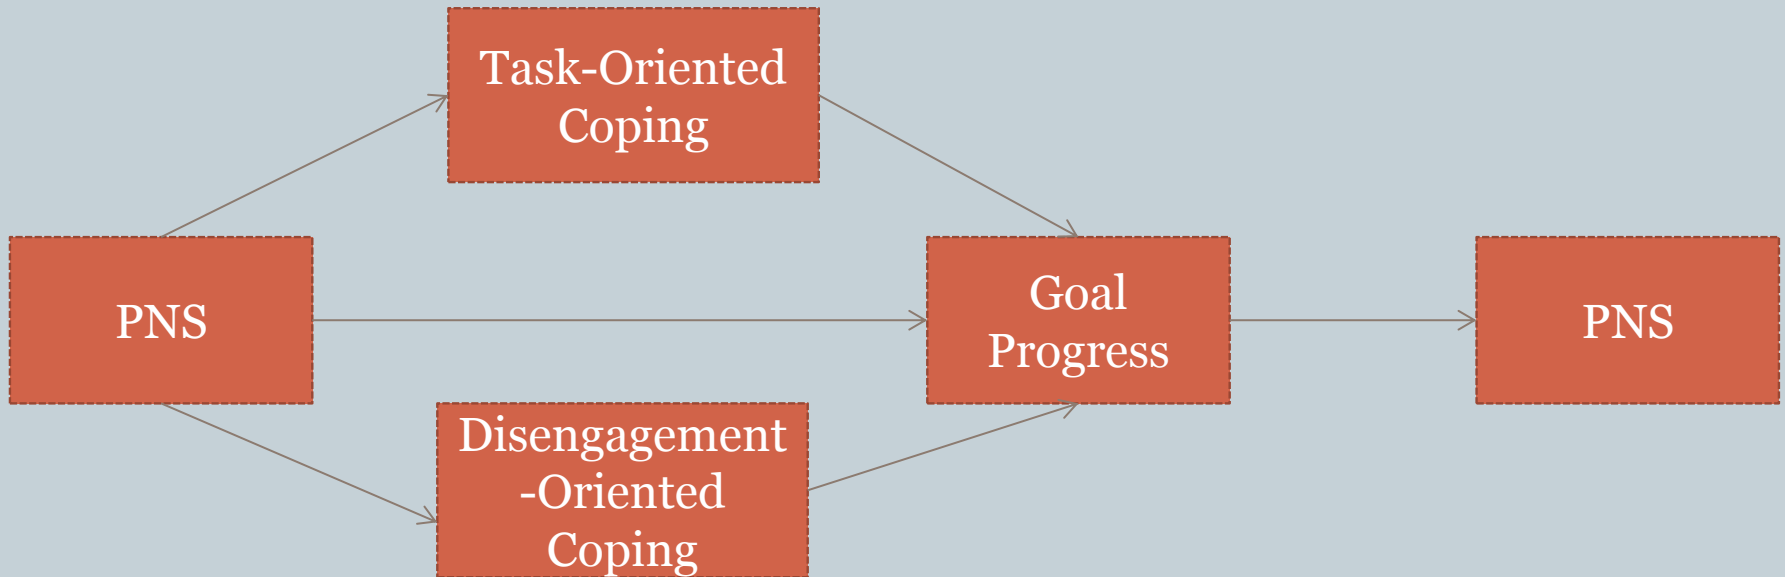 Task-Oriented
Coping
PNS
Goal
Progress
PNS
Disengagement
-Oriented
Coping